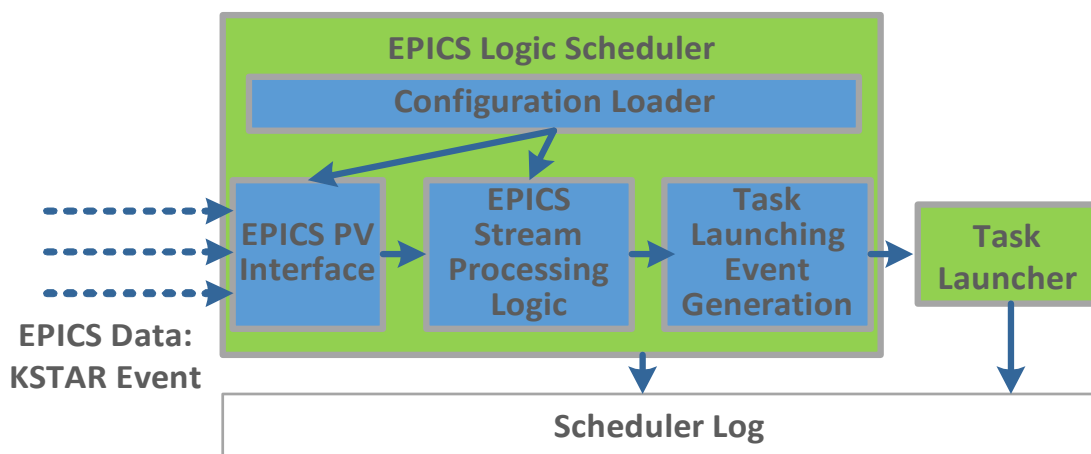 EPICS Logic Scheduler
Configuration Loader
EPICS PV
Interface
EPICS
Stream
Processing
Logic
Task
Launching
Event
Generation
Task
Launcher
EPICS Data:
KSTAR Event
Scheduler Log